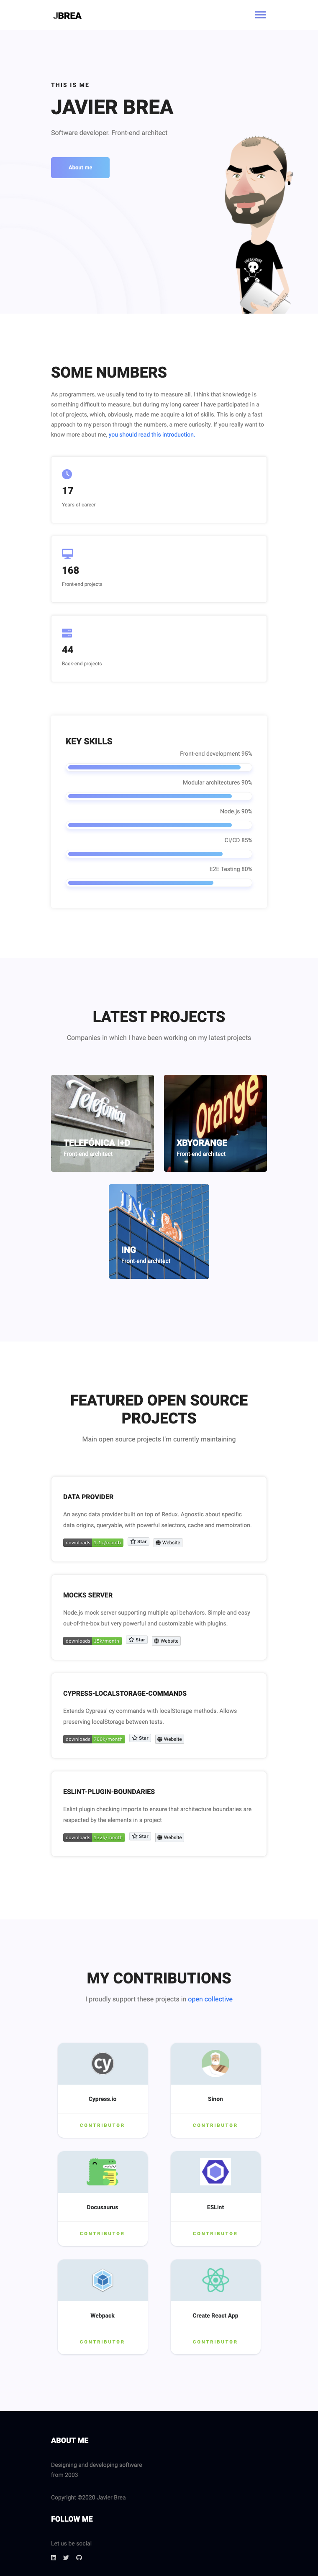 JBREA
THIS IS ME
JAVIER BREA
Software developer. Front-end architect
About me
SOME NUMBERS
As programmers, we usually tend to try to measure all. I think that knowledge is
something difficult to measure, but during my long career I have participated in a
lot of projects, which, obviously, made me acquire a lot of skills. This is only a fast
approach to my person through the numbers, a mere curiosity. If you really want to
know more about me, you should read this introduction.
17
Years of career
168
Front-end projects
44
Back-end projects
KEY SKILLS
Front-end development 95%
Modular architectures 90%
Node.js 90%
CI/CD 85%
E2E Testing 80%
LATEST PROJECTS
Companies in which I have been working on my latest projects
Telefónica
TELEFÓNICA I+D
Front-end architect
Orange
XBYORANGE
Front-end architect
ING
ING
Front-end architect
FEATURED OPEN SOURCE
PROJECTS
Main open source projects I'm currently maintaining
DATA PROVIDER
An async data provider built on top of Redux. Agnostic about specific
data origins, queryable, with powerful selectors, cache and memoization.
downloads Star Website
MOCKS SERVER
Node.js mock server supporting multiple api behaviors. Simple and easy
out-of-the-box but very powerful and customizable with plugins.
downloads Star Website
CYPRESS-LOCALSTORAGE-COMMANDS
Extends Cypress' cy commands with localStorage methods. Allows
preserving localStorage between tests.
downloads Star Website
ESLINT-PLUGIN-BOUNDARIES
Eslint plugin checking imports to ensure that architecture boundaries are
respected by the elements in a project
downloads Star Website
MY CONTRIBUTIONS
I proudly support these projects in open collective
cy
Cypress.io
CONTRIBUTOR
Sinon
CONTRIBUTOR
Docusaurus
CONTRIBUTOR
ESLint
CONTRIBUTOR
Webpack
CONTRIBUTOR
Create React App
CONTRIBUTOR
ABOUT ME
Designing and developing software
from 2003
Copyright ©2020 Javier Brea
FOLLOW ME
Let us be social